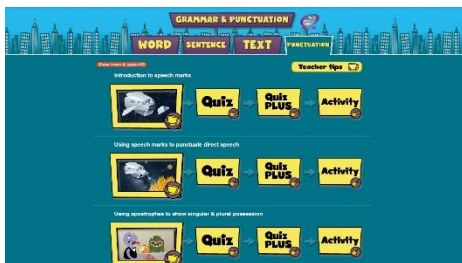 GRAMMAR & PUNCTUATION
WORD SENTENCE TEXT PUNCTUATION
Teacher tips
Introduction to speech marks
Quiz Quiz PLUS Activity
Using speech marks to punctuate direct speech
Quiz Quiz PLUS Activity
Using apostrophes to show singular & plural possession
Quiz Quiz PLUS Activity